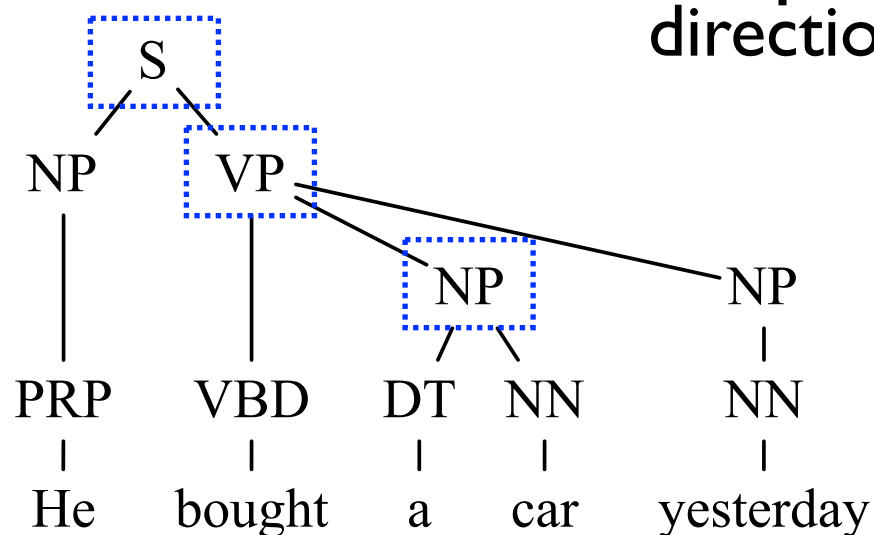 directio
S
NP VP
NP NP
PRP VBD DT NN NN
He bought a car yesterday